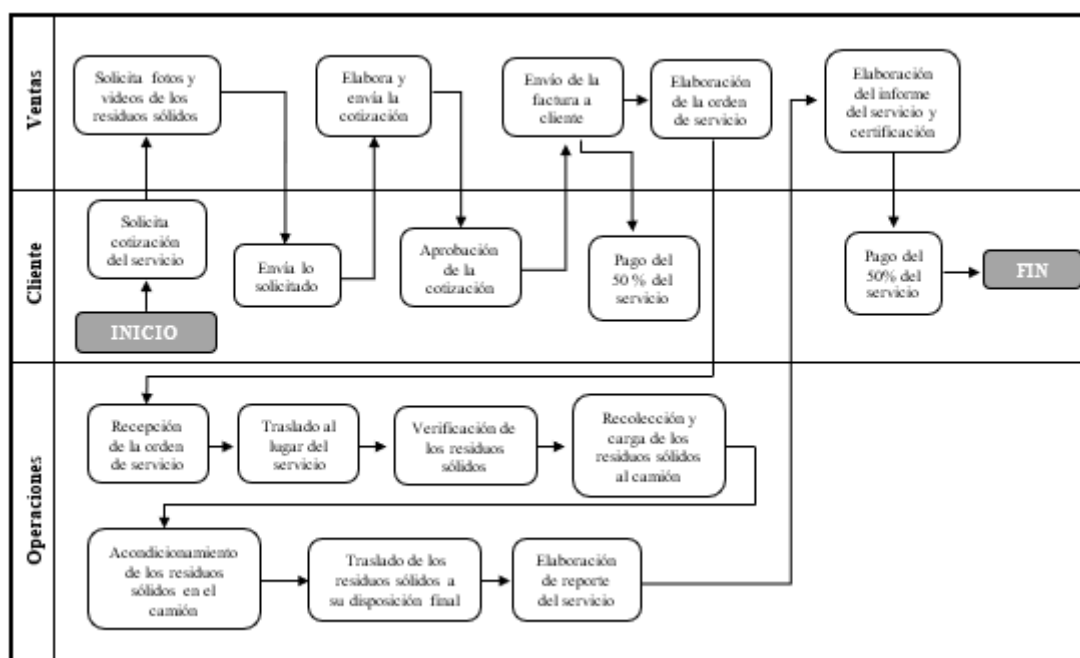 Ventas
Solicita fotos y
videos de los
residuos sólidos
Elabora y
envía la
cotización
Envío de la
factura a
cliente
Elaboración
de la orden
de servicio
Elaboración
del informe
del servicio y
certificación
Cliente
Solicita
cotización
del servicio
INICIO
Envía lo
solicitado
Aprobación
de la
cotización
Pago del
50 % del
servicio
Pago del
50% del
servicio
FIN
Operaciones
Recepción
de la orden
de servicio
Traslado al
lugar del
servicio
Verificación de
los residuos
sólidos
Recolección y
carga de los
residuos sólidos
al camión
Acondicionamiento
de los residuos
sólidos en el
camión
Traslado de los
residuos sólidos a
su disposición final
Elaboración
de reporte
del servicio